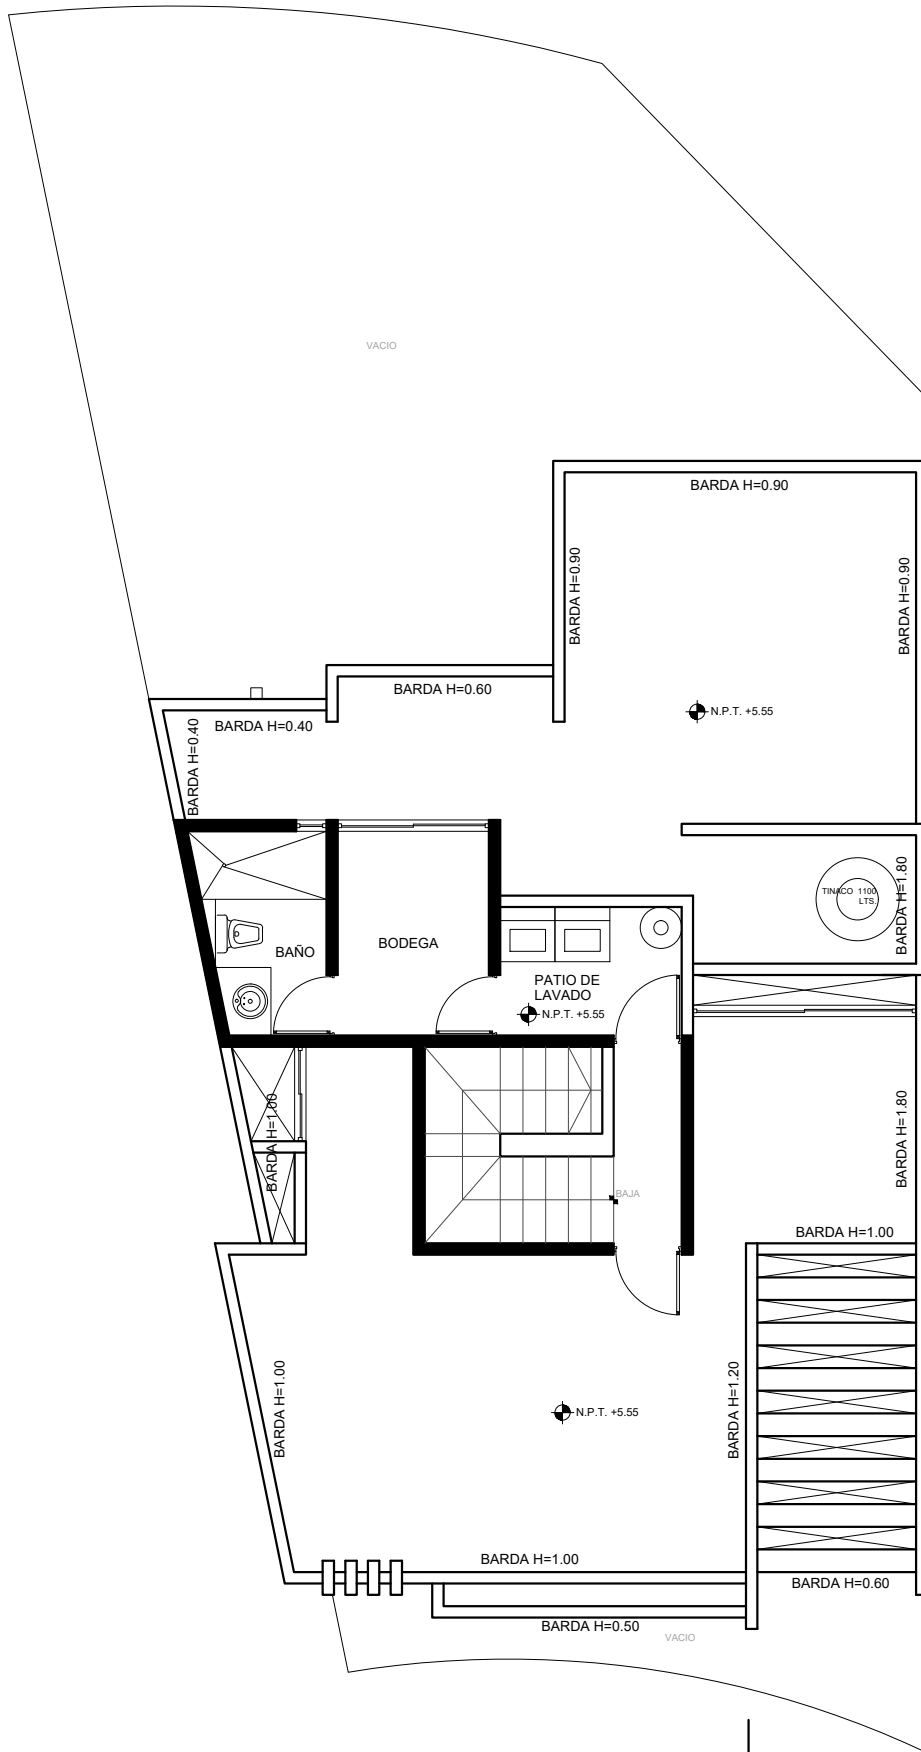 VACIO
BARDA H=0.90
BARDA H=0.90
BARDA H=0.90
BARDA H=0.60
N.P.T. +5.55
BARDA H=0.40
BARDA H=0.40
TINACO 1100
LTS.
BARDA H=1.80
BAÑO
BODEGA
PATIO DE
LAVADO
N.P.T. +5.55
BARDA H=1.00
BARDA H=1.80
BAJA
BARDA H=1.00
BARDA H=1.00
BARDA H=1.20
N.P.T. +5.55
BARDA H=1.00
BARDA H=0.60
BARDA H=0.50
VACIO